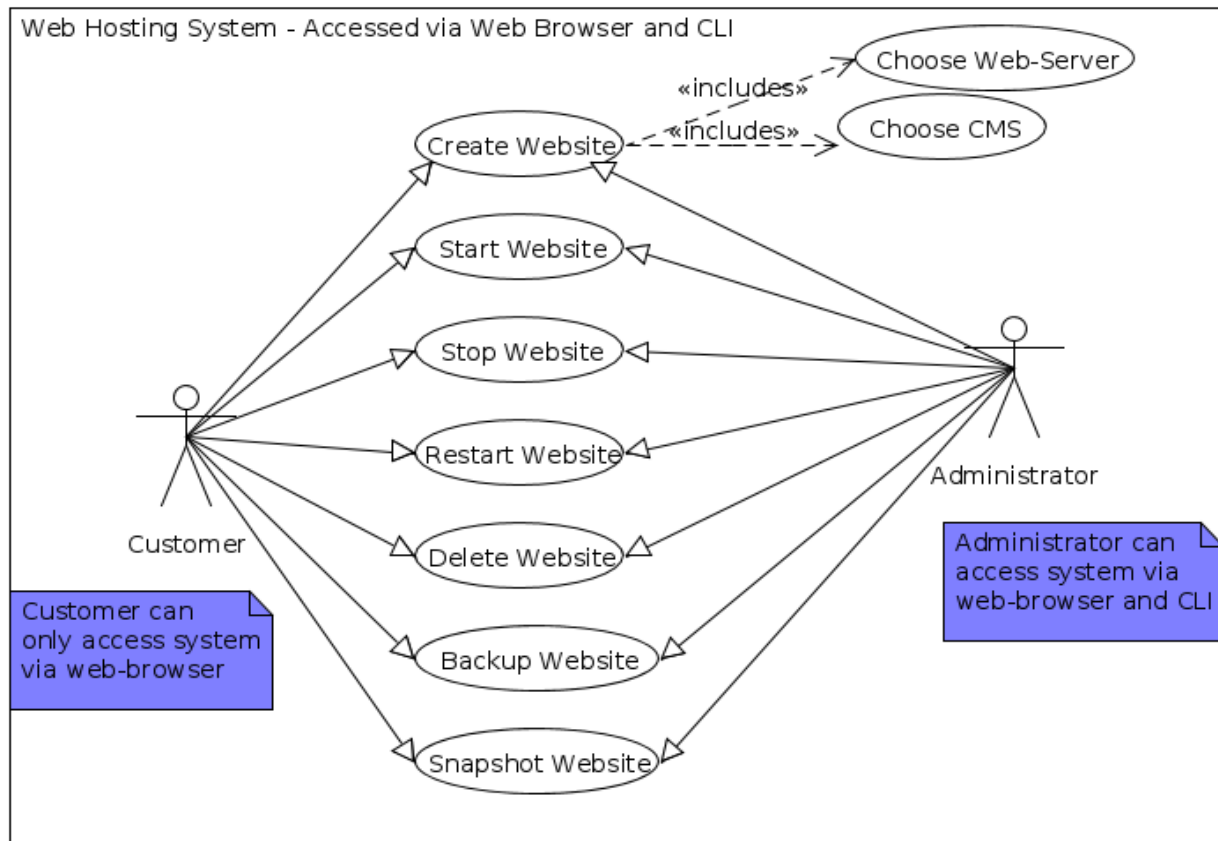 Web Hosting System - Accessed via Web Browser and CLI
Choose Web-Server
«includes»
«includes»
Choose CMS
Create Website
Start Website
Stop Website
Restart Website
Administrator
Customer
Delete Website
Administrator can
access system via
web-browser and CLI
Customer can
only access system
via web-browser
Backup Website
Snapshot Website